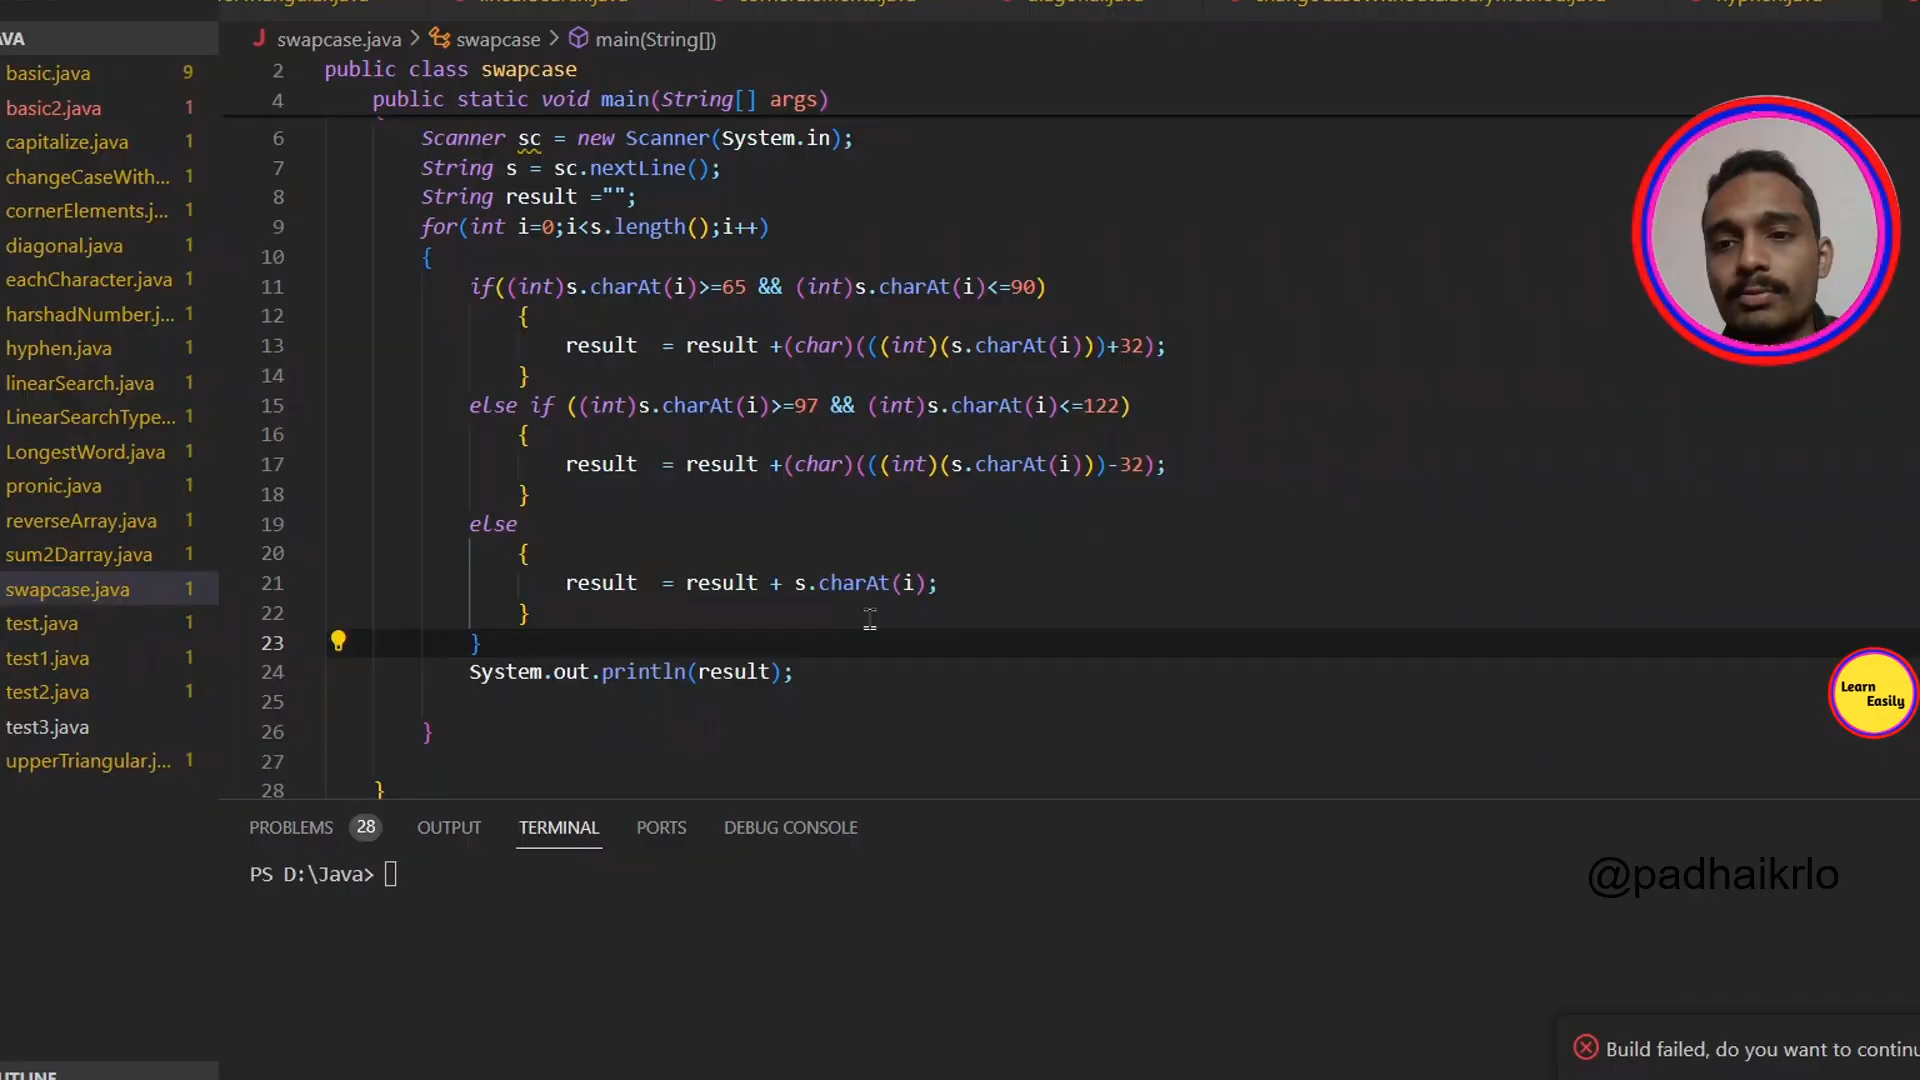 AVA
basic.java 9
basic2.java 1
capitalize.java 1
changeCaseWith... 1
cornerElements.j... 1
diagonal.java 1
eachCharacter.java 1
harshadNumber.j... 1
hyphen.java 1
linearSearch.java 1
LinearSearchType... 1
LongestWord.java 1
pronic.java 1
reverseArray.java 1
sum2Darray.java 1
swapcase.java 1
test.java 1
test1.java 1
test2.java 1
test3.java
upperTriangular.j... 1
swapcase.java > swapcase > main(String[])
2 public class swapcase
4 public static void main(String[] args)
6 Scanner sc = new Scanner(System.in);
7 String s = sc.nextLine();
8 String result ="";
9 for(int i=0;i<s.length();i++)
10 {
11 if((int)s.charAt(i)>=65 && (int)s.charAt(i)<=90)
12 {
13 result = result +(char)(((int)(s.charAt(i)))+32);
14 }
15 else if ((int)s.charAt(i)>=97 && (int)s.charAt(i)<=122)
16 {
17 result = result +(char)(((int)(s.charAt(i)))-32);
18 }
19 else
20 {
21 result = result + s.charAt(i);
22 }
23 }
24 System.out.println(result);
25
26 }
27
28 }
Learn
Easily
PROBLEMS 28 OUTPUT TERMINAL PORTS DEBUG CONSOLE
PS D:\Java>
@padhaikrlo
Build failed, do you want to continu